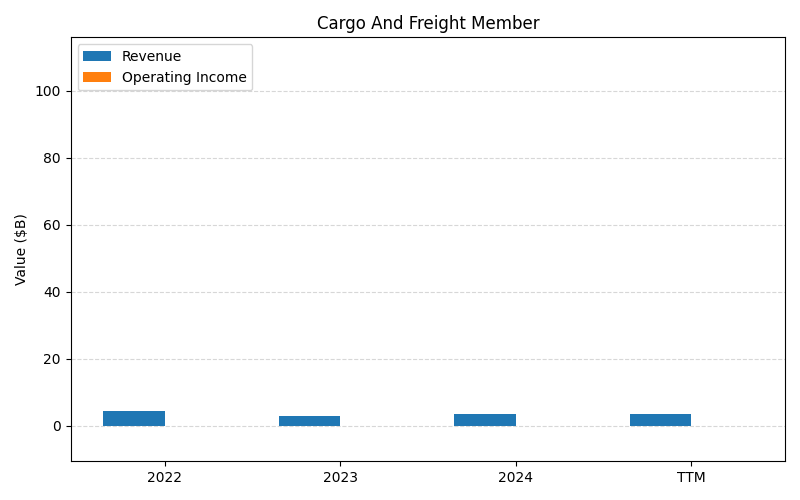 Cargo And Freight Member
Revenue
Operating Income
Value ($B)
100
80
60
40
20
0
2022 2023 2024 TTM